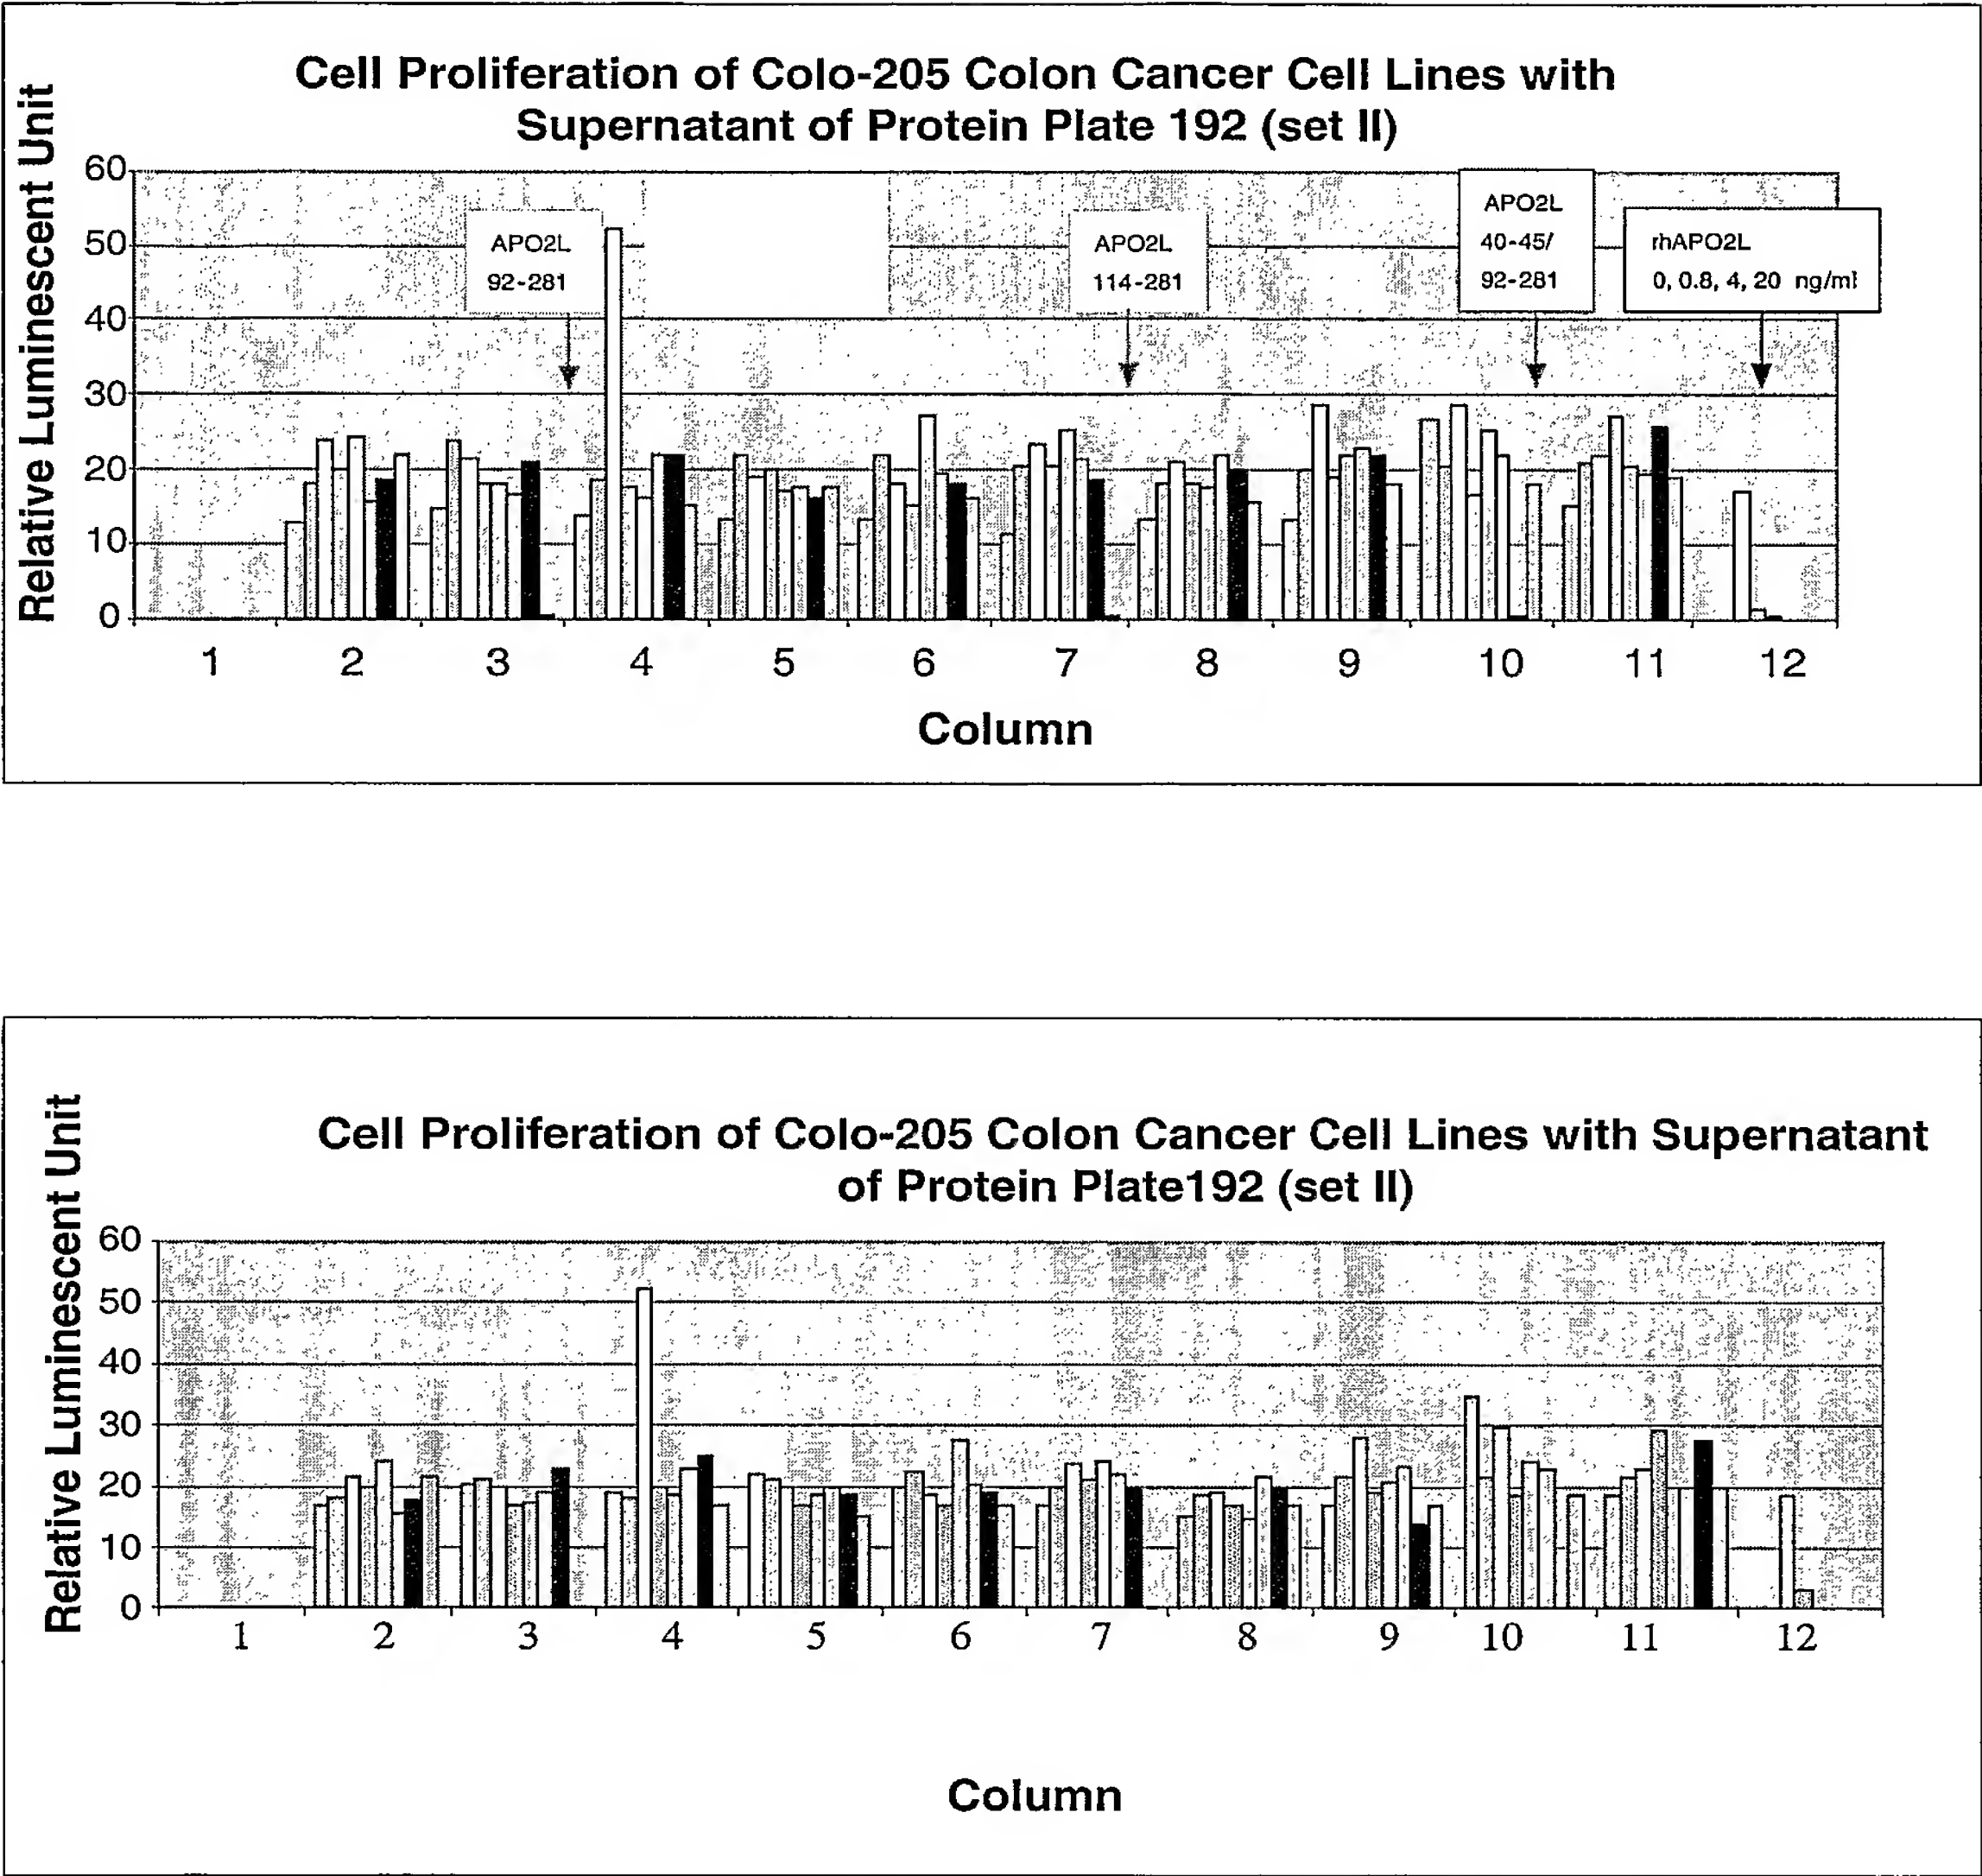 Cell Proliferation of Colo-205 Colon Cancer Cell Lines with
Supernatant of Protein Plate 192 (set II)
Relative Luminescent Unit
60
50
40
30
20
10
0
APO2L
92-281
APO2L
114-281
APO2L
40-45/
92-281
rhAPO2L
0, 0.8, 4, 20 ng/ml
1 2 3 4 5 6 7 8 9 10 11 12
Column
Cell Proliferation of Colo-205 Colon Cancer Cell Lines with Supernatant
of Protein Plate192 (set II)
Relative Luminescent Unit
60
50
40
30
20
10
0
1 2 3 4 5 6 7 8 9 10 11 12
Column